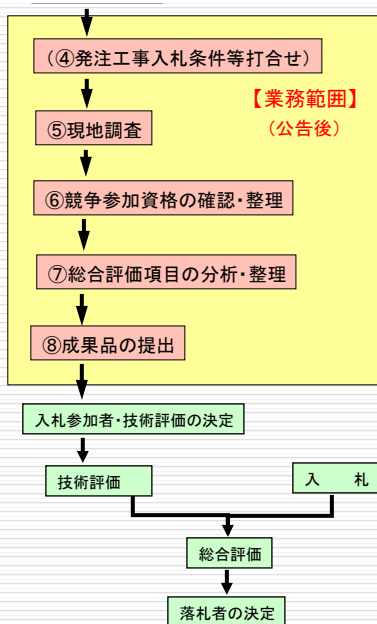 (④発注工事入札条件等打合せ)
【業務範囲】
(公告後)
⑤現地調査
⑥競争参加資格の確認・整理
⑦総合評価項目の分析・整理
⑧成果品の提出
入札参加者・技術評価の決定
技術評価
入 札
総合評価
落札者の決定